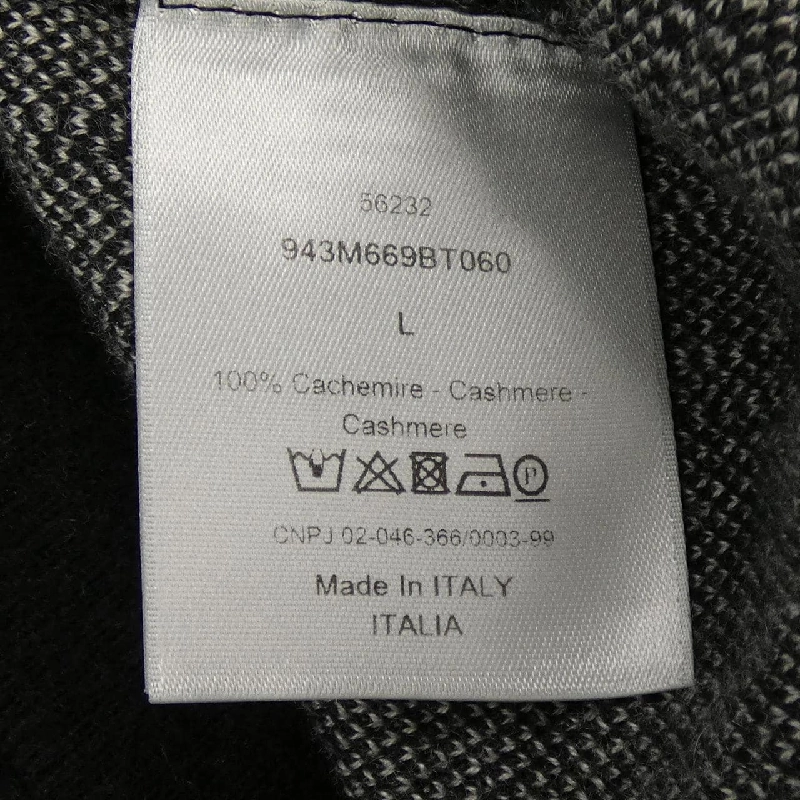 56232
943M669BT060
L
100% Cachemire - Cashmere -
Cashmere
P
CNPJ 02-046-366/0003-99
Made In ITALY
ITALIA